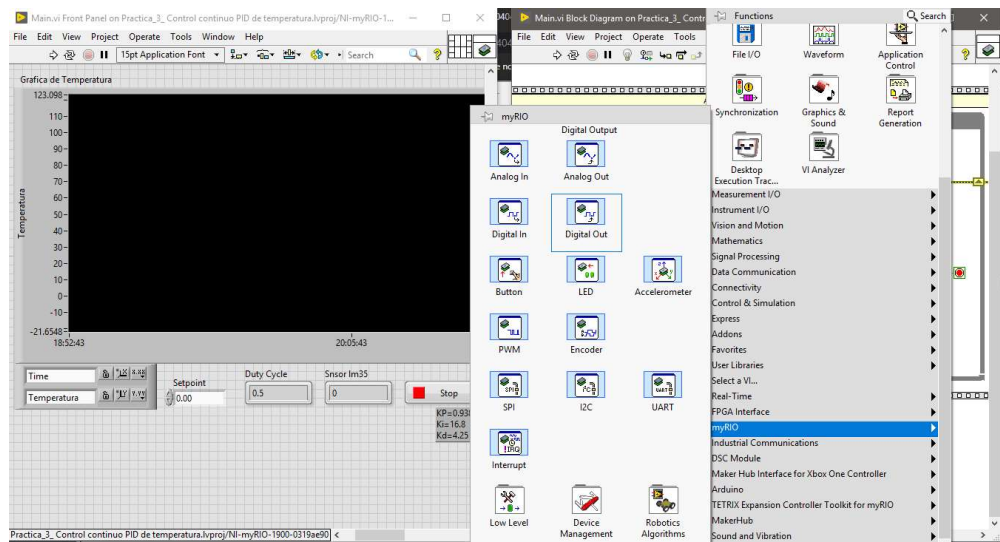 Main.vi Front Panel on Practica_3_ Control continuo PID de temperatura.lvproj/NI-myRIO-1...
File Edit View Project Operate Tools Window Help
15pt Application Font
Search
Grafica de Temperatura
123.098
110
100
90
80
70
60
50
40
30
20
10
0
-10
-21.6548
Temperatura
18:52:43
20:05:43
Time
Temperatura
Setpoint
0.00
Duty Cycle
0.5
Snsor lm35
0
Stop
KP=0.938
Ki=16.8
Kd=4.25
Practica_3_ Control continuo PID de temperatura.lvproj/NI-myRIO-1900-0319ae90
Main.vi Block Diagram on Practica_3_ Contr
File Edit View Project Operate Tools
myRIO
Digital Output
Analog In
Analog Out
Digital In
Digital Out
Button
LED
Accelerometer
PWM
Encoder
SPI
I2C
UART
Interrupt
Low Level
Device Management
Robotics Algorithms
Functions
Search
File I/O
Waveform
Application Control
Synchronization
Graphics & Sound
Report Generation
Desktop Execution Trac...
VI Analyzer
Measurement I/O
Instrument I/O
Vision and Motion
Mathematics
Signal Processing
Data Communication
Connectivity
Control & Simulation
Express
Addons
Favorites
User Libraries
Select a VI...
Real-Time
FPGA Interface
myRIO
Industrial Communications
DSC Module
Maker Hub Interface for Xbox One Controller
Arduino
TETRIX Expansion Controller Toolkit for myRIO
MakerHub
Sound and Vibration